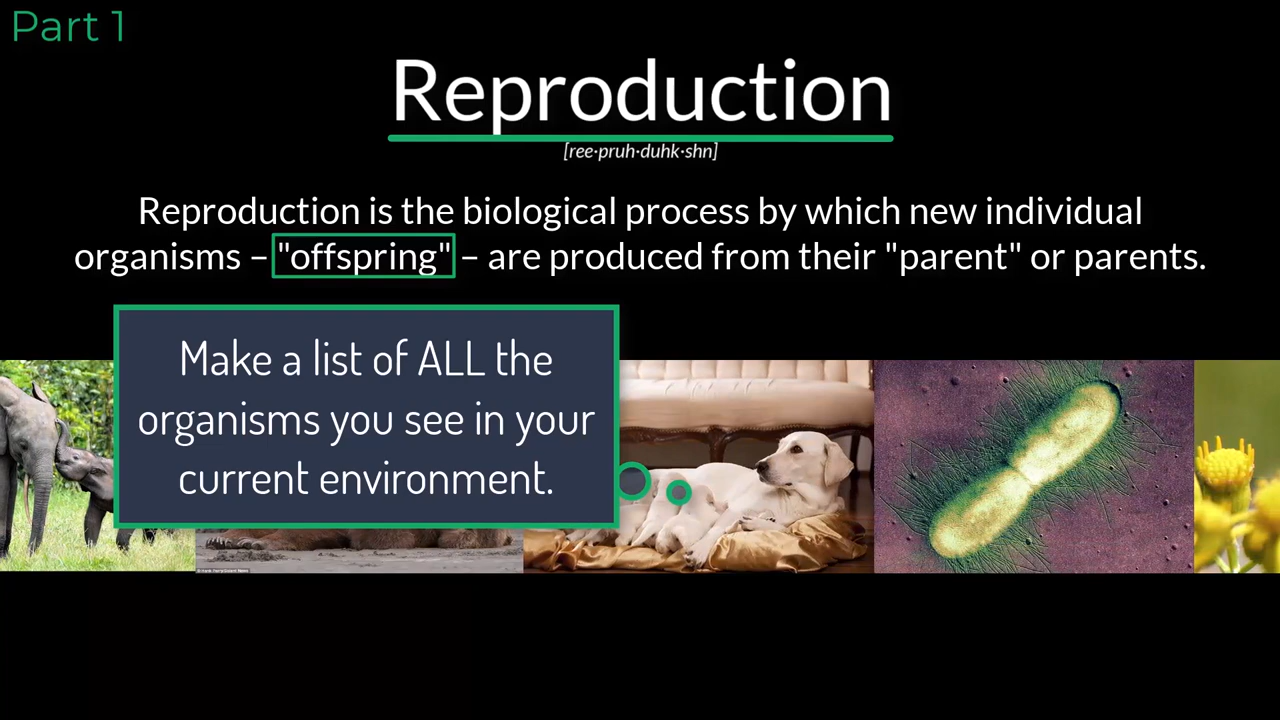 Part 1
Reproduction
[ree·pruh·duhk·shn]
Reproduction is the biological process by which new individual
organisms – "offspring" – are produced from their "parent" or parents.
Make a list of ALL the
organisms you see in your
current environment.